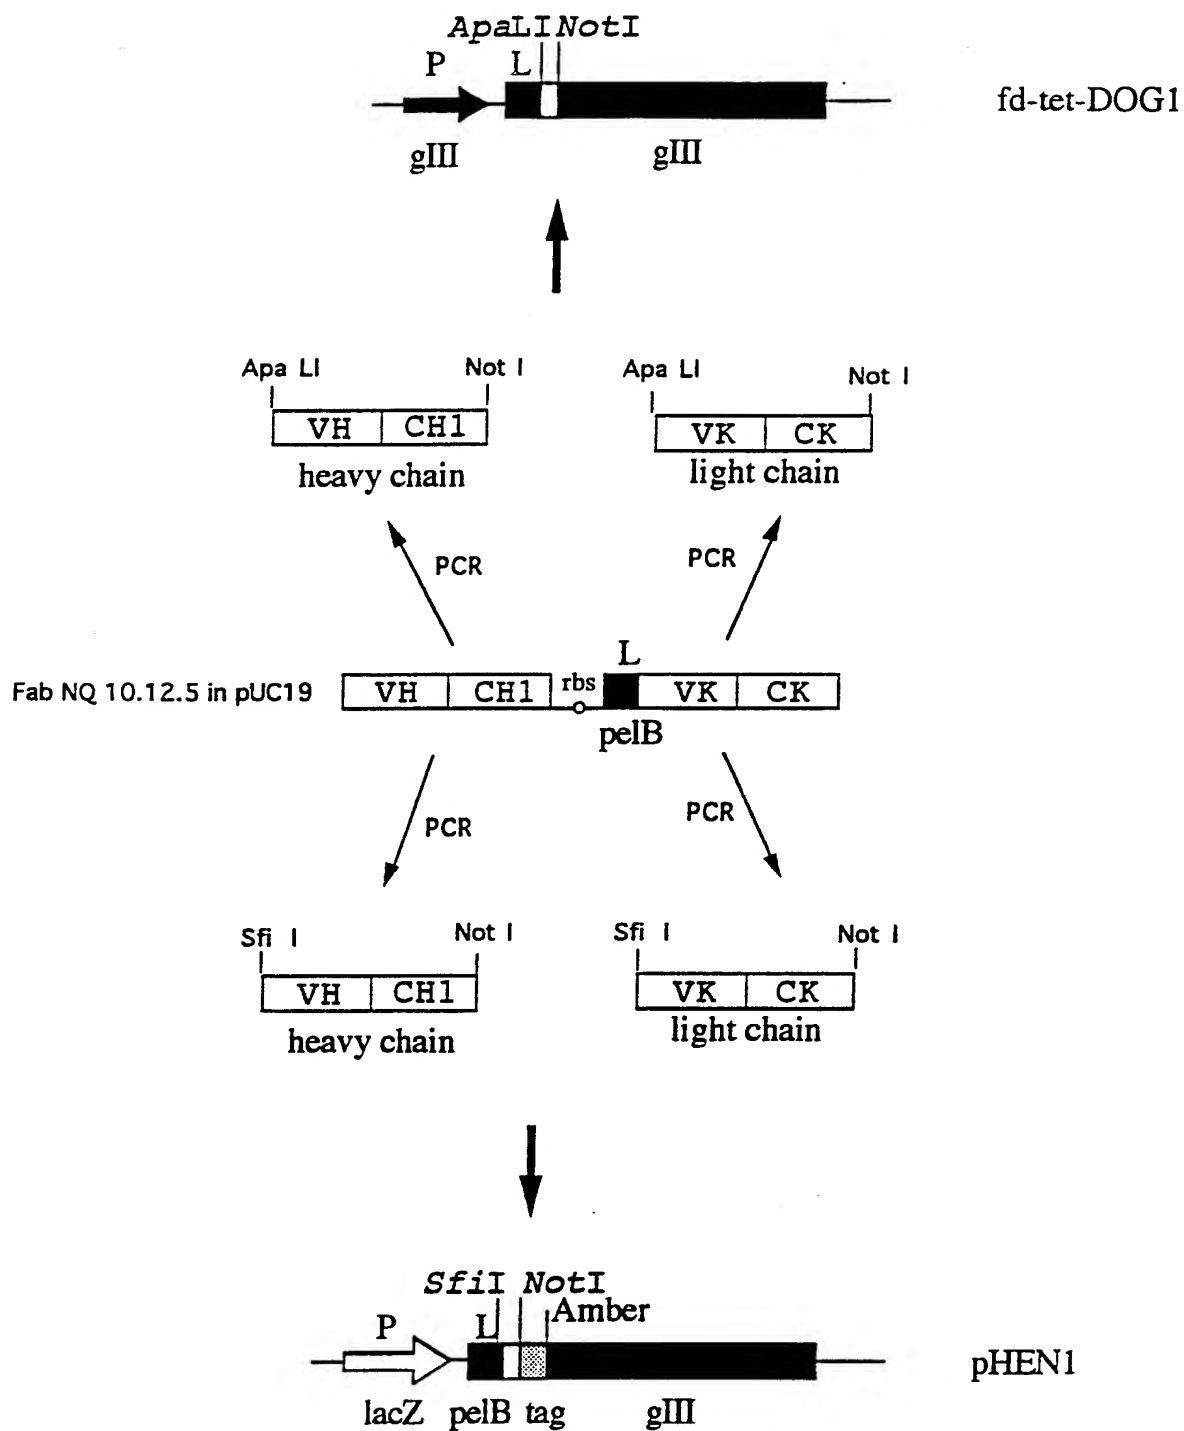 ApaLI NotI
P L
fd-tet-DOG1
gIII gIII
Apa LI Not I Apa LI Not I
VH CH1 VK CK
heavy chain light chain
PCR PCR
L
Fab NQ 10.12.5 in pUC19 VH CH1 rbs VK CK
pelB
PCR PCR
Sfi I Not I Sfi I Not I
VH CH1 VK CK
heavy chain light chain
SfiI NotI
P L Amber
pHEN1
lacZ pelB tag gIII